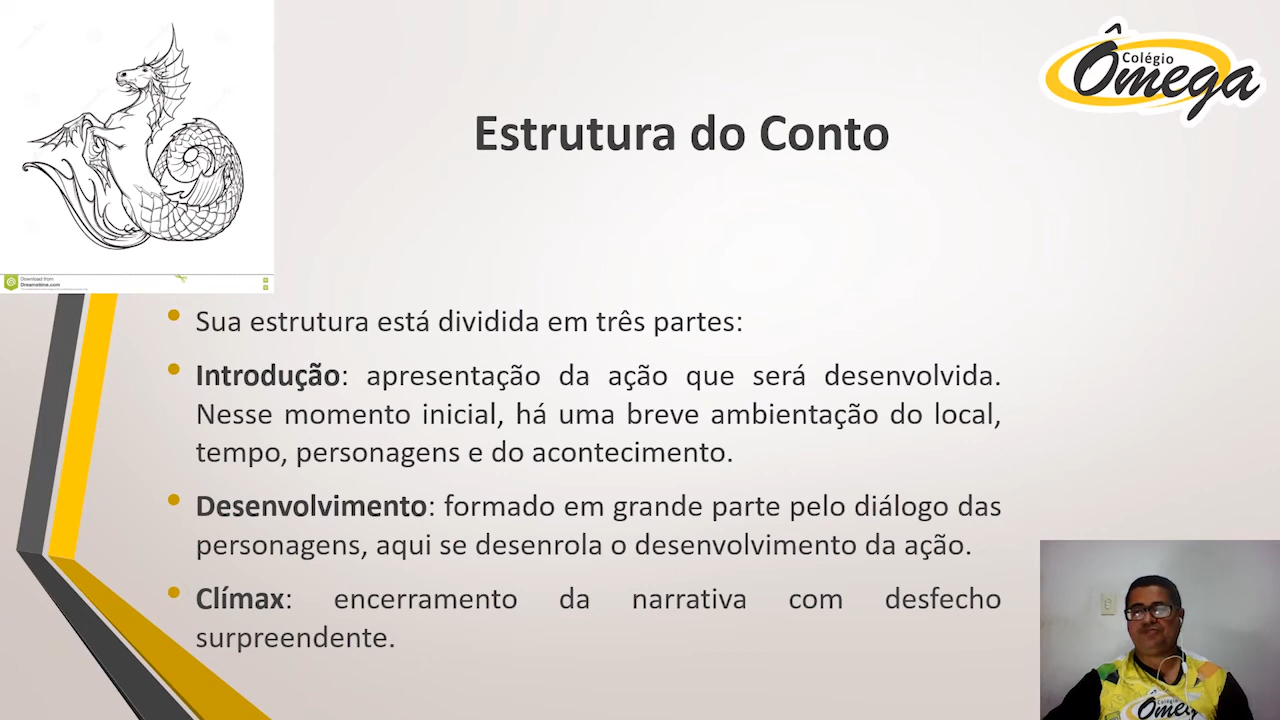 Colégio
Ômega
Estrutura do Conto
Download from
Dreamstime.com
• Sua estrutura está dividida em três partes:
• Introdução: apresentação da ação que será desenvolvida.
Nesse momento inicial, há uma breve ambientação do local,
tempo, personagens e do acontecimento.
• Desenvolvimento: formado em grande parte pelo diálogo das
personagens, aqui se desenrola o desenvolvimento da ação.
• Clímax: encerramento da narrativa com desfecho
surpreendente.